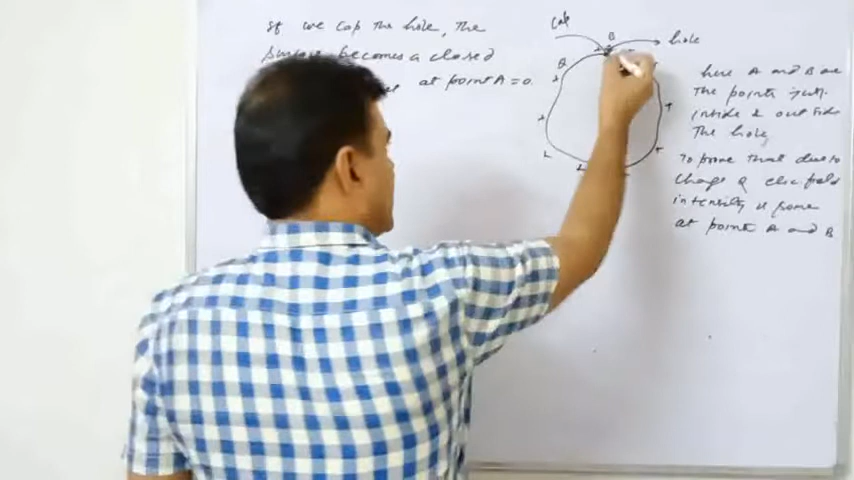 If we cap the hole, the
surface becomes a closed
at point A = 0.
Cap
B
hole
Q
here A and B are
the points just
inside & out side
the hole
To prove that due to
charge Q elec field
intensity is same
at point A and B